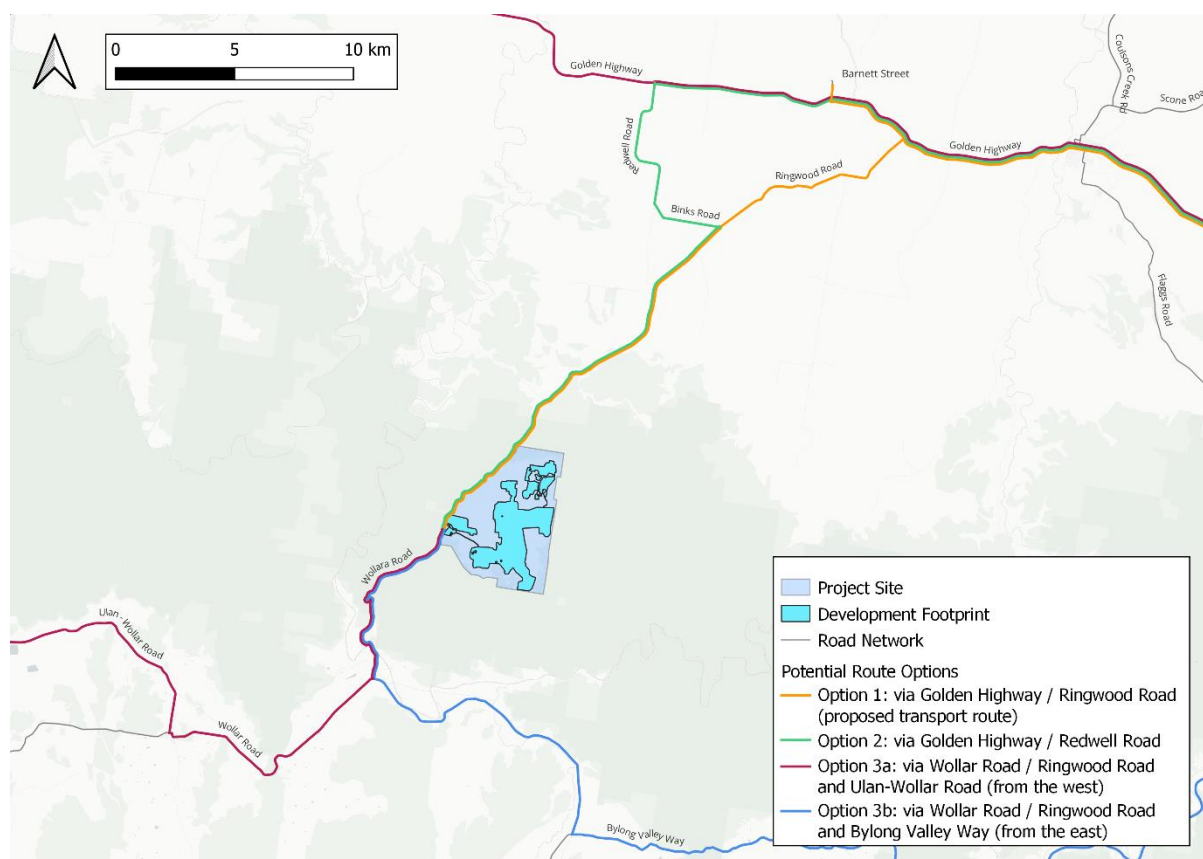 0 5 10 km
Golden Highway
Barnett Street
Coulsons Creek Rd
Scone Roa
Redwell Road
Golden Highway
Ringwood Road
Binks Road
Flaggs Road
Wollara Road
Ulan - Wollar Road
Wollar Road
Bylong Valley Way
Project Site
Development Footprint
Road Network
Potential Route Options
Option 1: via Golden Highway / Ringwood Road
(proposed transport route)
Option 2: via Golden Highway / Redwell Road
Option 3a: via Wollar Road / Ringwood Road
and Ulan-Wollar Road (from the west)
Option 3b: via Wollar Road / Ringwood Road
and Bylong Valley Way (from the east)